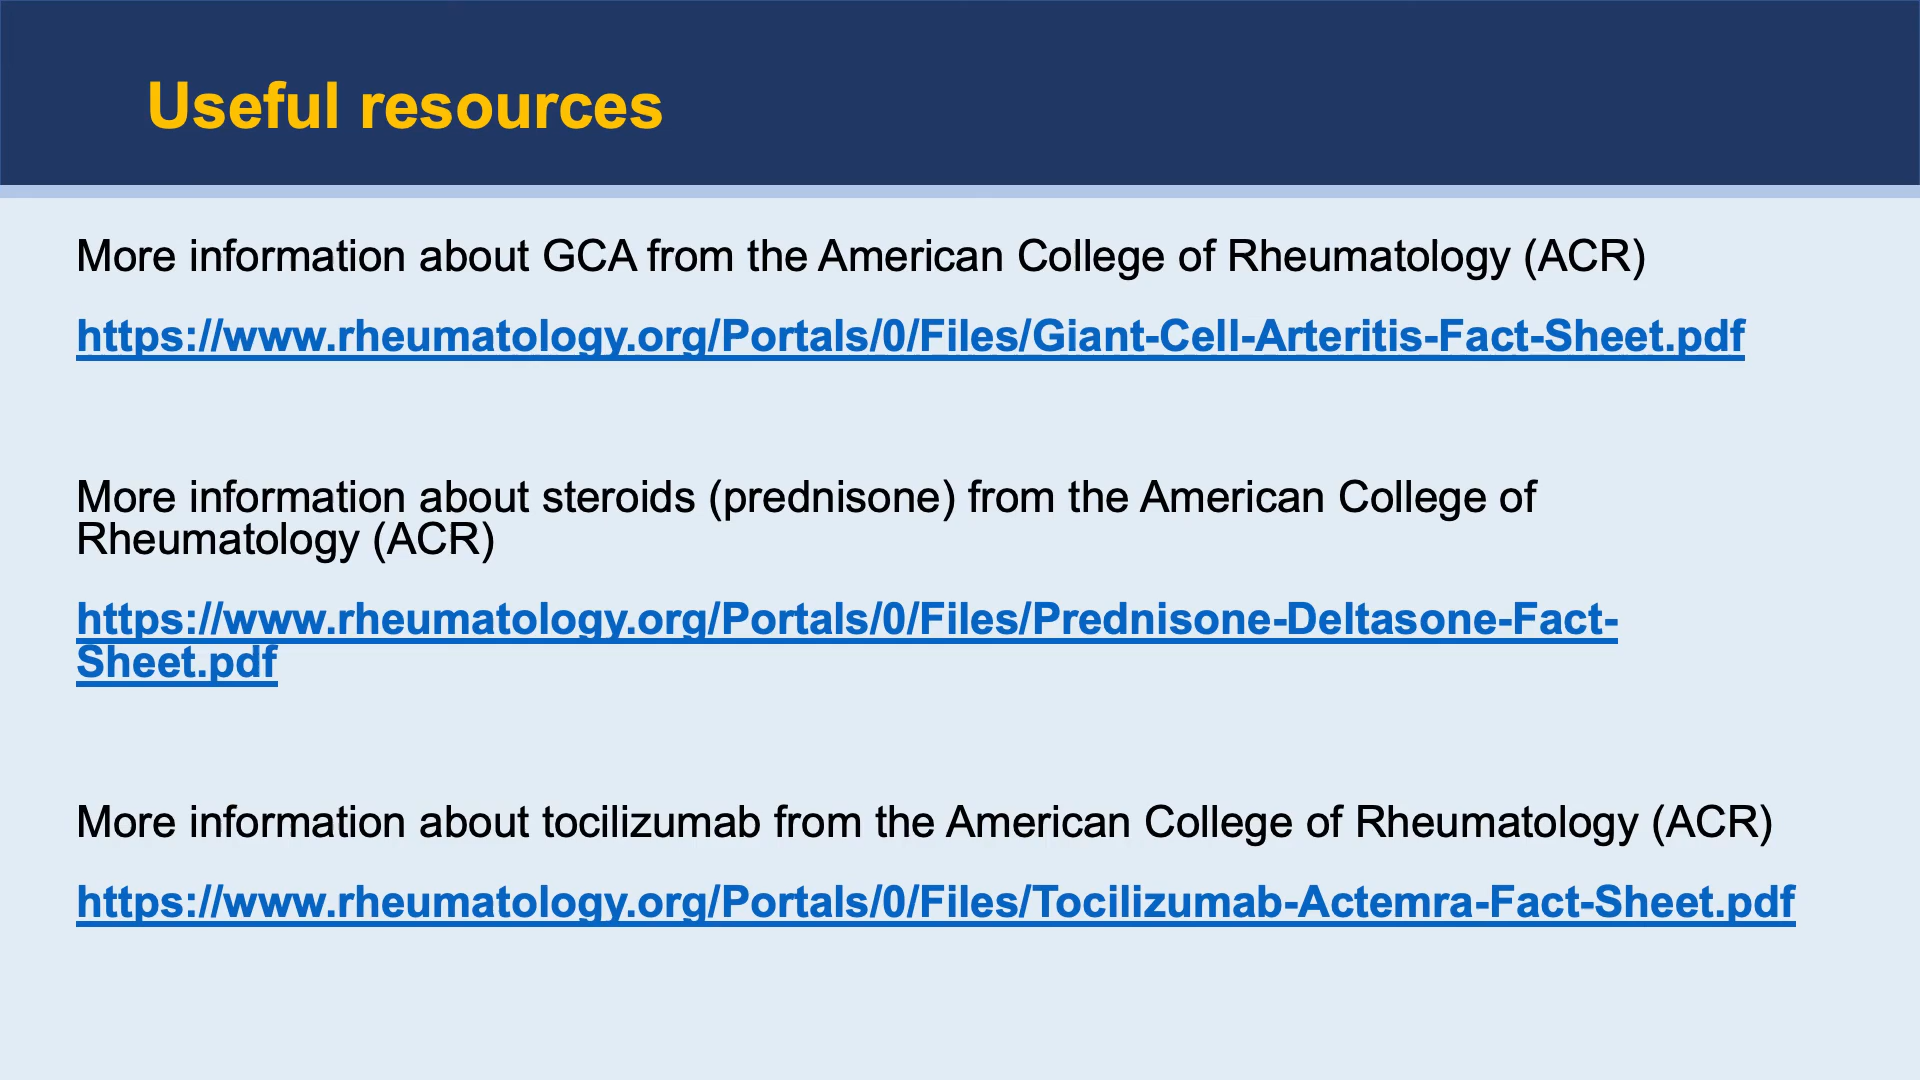 Useful resources
More information about GCA from the American College of Rheumatology (ACR)
https://www.rheumatology.org/Portals/0/Files/Giant-Cell-Arteritis-Fact-Sheet.pdf
More information about steroids (prednisone) from the American College of
Rheumatology (ACR)
https://www.rheumatology.org/Portals/0/Files/Prednisone-Deltasone-Fact-
Sheet.pdf
More information about tocilizumab from the American College of Rheumatology (ACR)
https://www.rheumatology.org/Portals/0/Files/Tocilizumab-Actemra-Fact-Sheet.pdf